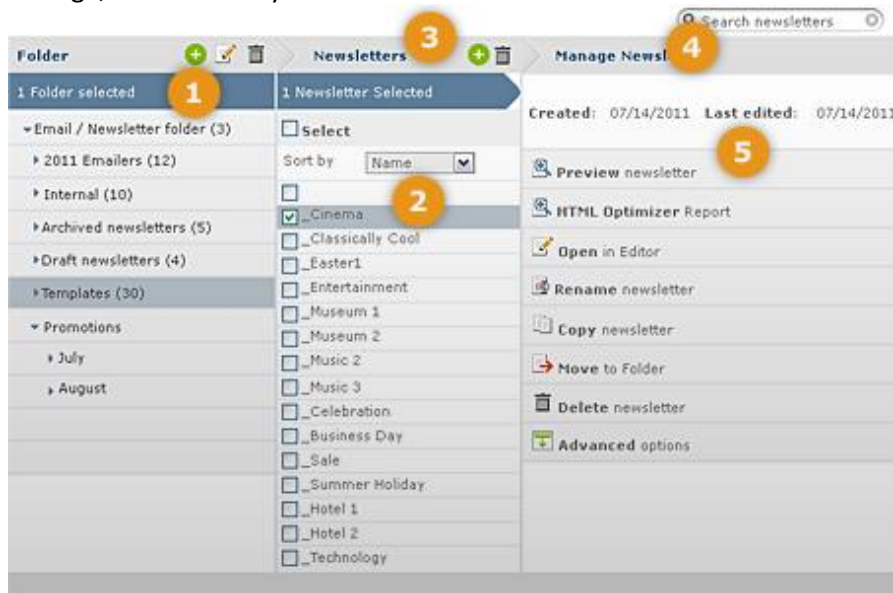 Search newsletters
Folder
Newsletters
3
4
Manage
1 Folder selected
1
1 Newsletter Selected
Created: 07/14/2011 Last edited: 07/14/2011
Email / Newsletter folder (3)
2011 Emailers (12)
Internal (10)
Archived newsletters (5)
Draft newsletters (4)
Templates (30)
Promotions
July
August
Select
Sort by Name
2
_Cinema
_Classically Cool
_Easter1
_Entertainment
_Museum 1
_Museum 2
_Music 2
_Music 3
_Celebration
_Business Day
_Sale
_Summer Holiday
_Hotel 1
_Hotel 2
_Technology
5
Preview newsletter
HTML Optimizer Report
Open in Editor
Rename newsletter
Copy newsletter
Move to Folder
Delete newsletter
Advanced options